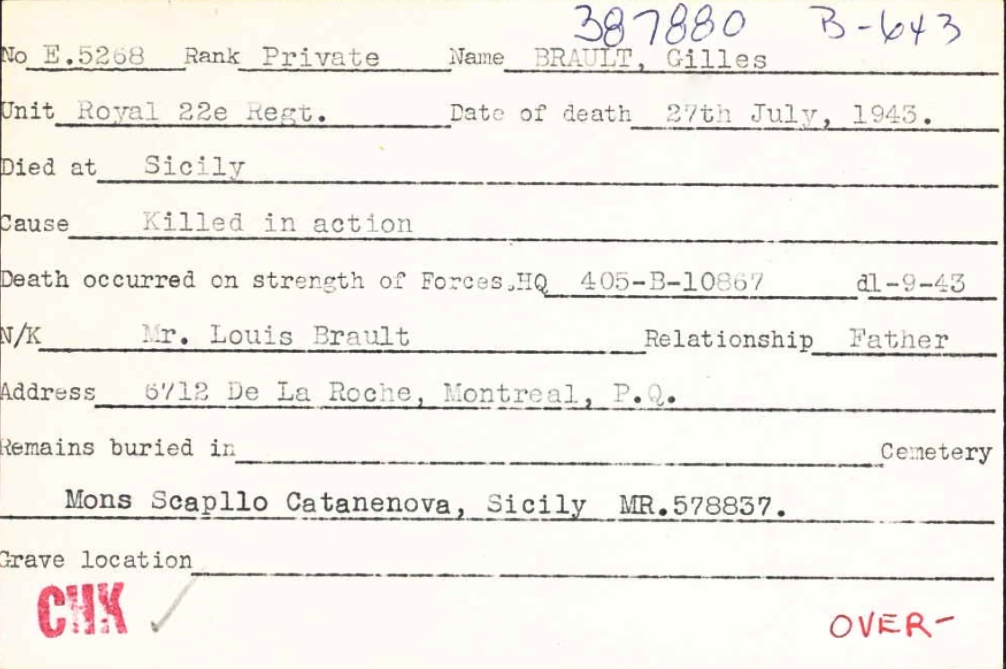 387880 B-643
No E.5268 Rank Private Name BRAULT, Gilles
Unit Royal 22e Regt. Date of death 27th July, 1943.
Died at Sicily
Cause Killed in action
Death occurred on strength of Forces.HQ 405-B-10867 dl-9-43
N/K Mr. Louis Brault Relationship Father
Address 6712 De La Roche, Montreal, P.Q.
Remains buried in Cemetery
Mons Scapllo Catanenova, Sicily MR.578837.
Grave location
CHK
OVER-